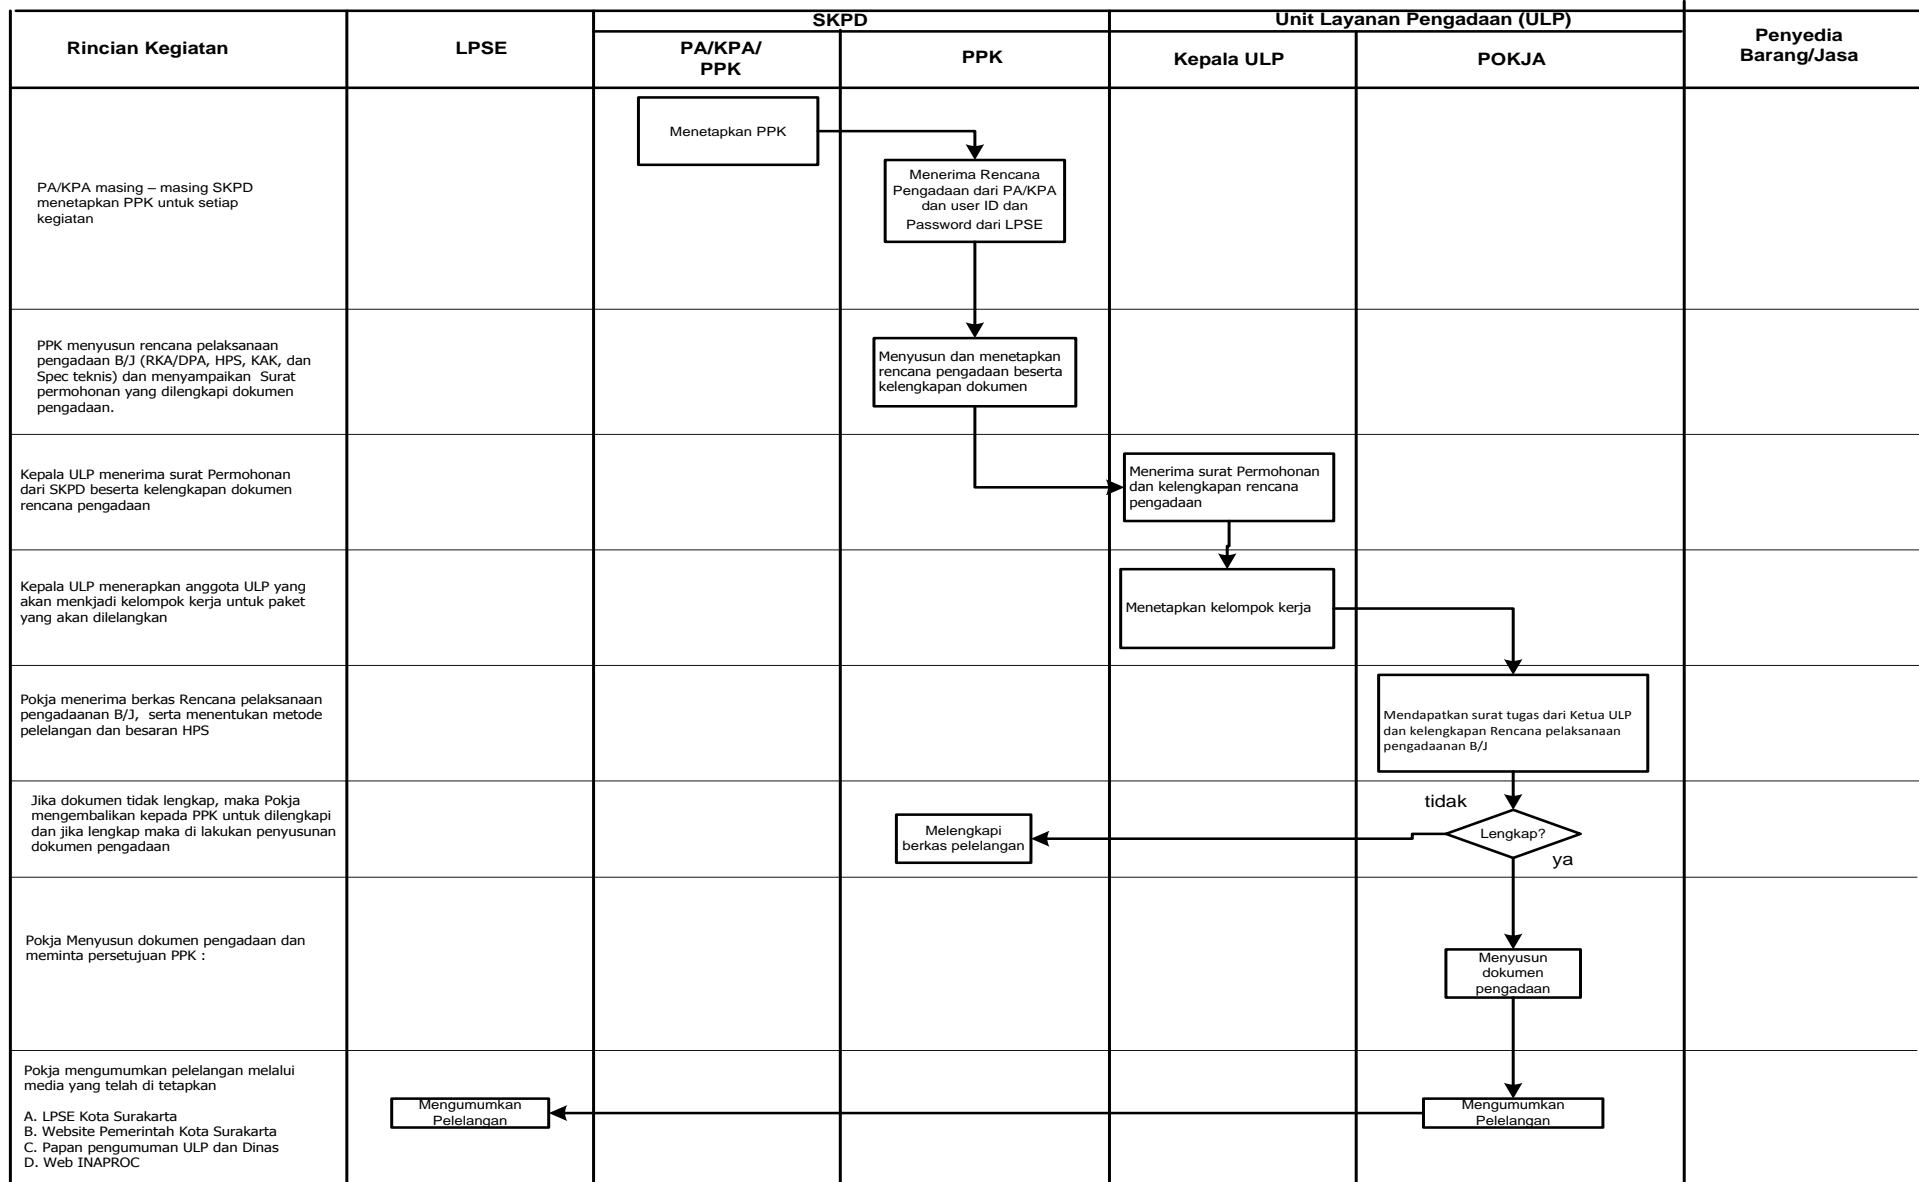 SKPD
Unit Layanan Pengadaan (ULP)
Rincian Kegiatan
LPSE
PA/KPA/
PPK
PPK
Kepala ULP
POKJA
Penyedia
Barang/Jasa
PA/KPA masing – masing SKPD
menetapkan PPK untuk setiap
kegiatan
Menetapkan PPK
Menerima Rencana
Pengadaan dari PA/KPA
dan user ID dan
Password dari LPSE
PPK menyusun rencana pelaksanaan
pengadaan B/J (RKA/DPA, HPS, KAK, dan
Spec teknis) dan menyampaikan  Surat
permohonan yang dilengkapi dokumen
pengadaan.
Menyusun dan menetapkan
rencana pengadaan beserta
kelengkapan dokumen
Kepala ULP menerima surat Permohonan
dari SKPD beserta kelengkapan dokumen
rencana pengadaan
Menerima surat Permohonan
dan kelengkapan rencana
pengadaan
Kepala ULP menerapkan anggota ULP yang
akan menkjadi kelompok kerja untuk paket
yang akan dilelangkan
Menetapkan kelompok kerja
Pokja menerima berkas Rencana pelaksanaan
pengadaanan B/J,  serta menentukan metode
pelelangan dan besaran HPS
Mendapatkan surat tugas dari Ketua ULP
dan kelengkapan Rencana pelaksanaan
pengadaanan B/J
Jika dokumen tidak lengkap, maka Pokja
mengembalikan kepada PPK untuk dilengkapi
dan jika lengkap maka di lakukan penyusunan
dokumen pengadaan
Melengkapi
berkas pelelangan
tidak
Lengkap?
ya
Pokja Menyusun dokumen pengadaan dan
meminta persetujuan PPK :
Menyusun
dokumen
pengadaan
Pokja mengumumkan pelelangan melalui
media yang telah di tetapkan
A. LPSE Kota Surakarta
B. Website Pemerintah Kota Surakarta
C. Papan pengumuman ULP dan Dinas
D. Web INAPROC
Mengumumkan
Pelelangan
Mengumumkan
Pelelangan